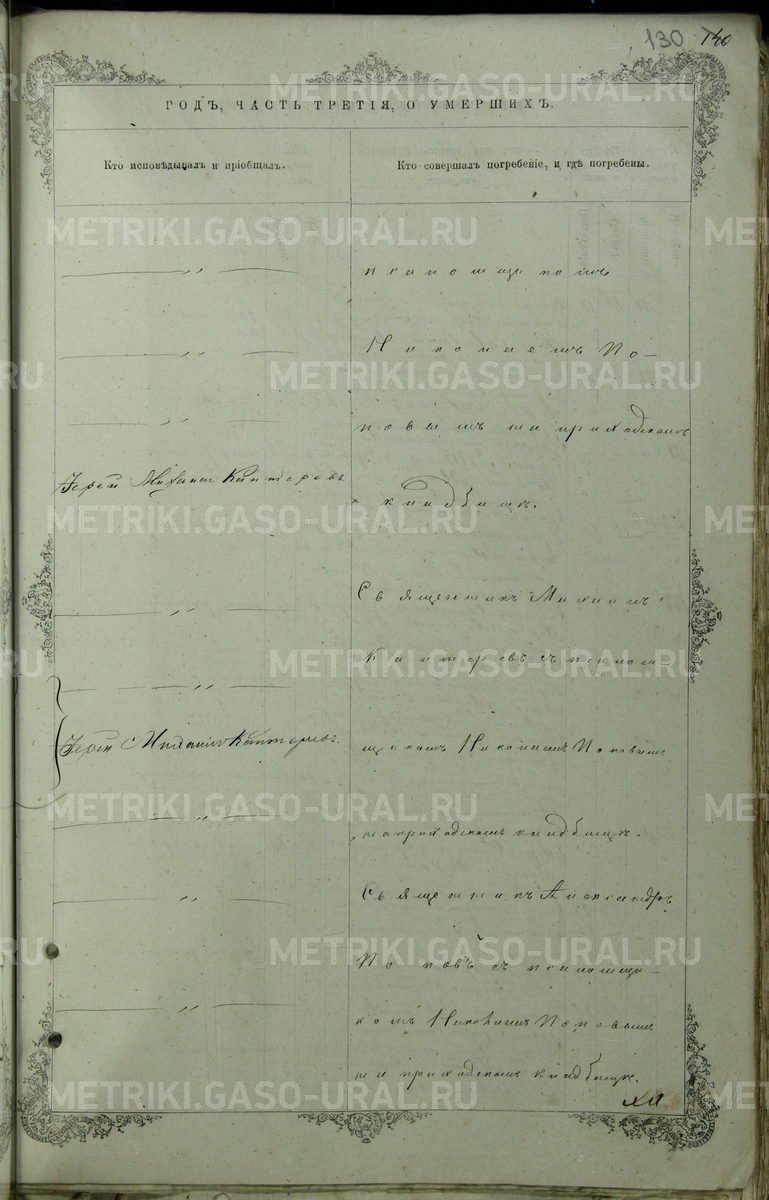 130 140
ГОДЪ, ЧАСТЬ ТРЕТІЯ, О УМЕРШИХЪ.
Кто исповѣдывалъ и пріобщалъ.
Кто совершалъ погребеніе, и гдѣ погребены.
— „ —
псаломщикомъ
— „ —
Николаемъ По-
— „ —
повымъ на приходскомъ
Іерей Михаилъ Кантеровъ.
кладбищѣ.
Священникъ Михаилъ
— „ —
Кантеровъ съ псалом-
— „ —
Іерей Михаилъ Кантеровъ.
щикомъ Николаемъ Поповымъ
— „ —
на приходскомъ кладбищѣ.
— „ —
Священникъ Александръ
Поповъ съ псаломщи-
— „ —
комъ Николаемъ Поповымъ
на приходскомъ кладбищѣ.
METRIKI.GASO-URAL.RU